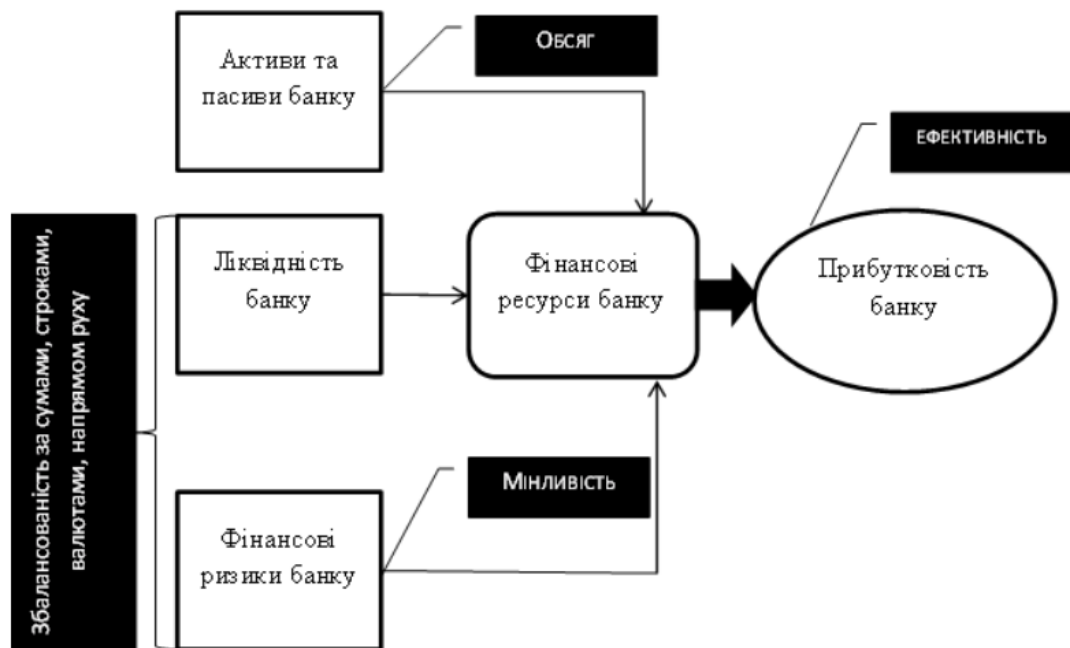 Активи та
пасиви банку
ОБСЯГ
ЕФЕКТИВНІСТЬ
Збалансованість за сумами, строками,
валютами, напрямом руху
Ліквідність
банку
Фінансові
ресурси банку
Прибутковість
банку
МІНЛИВІСТЬ
Фінансові
ризики банку